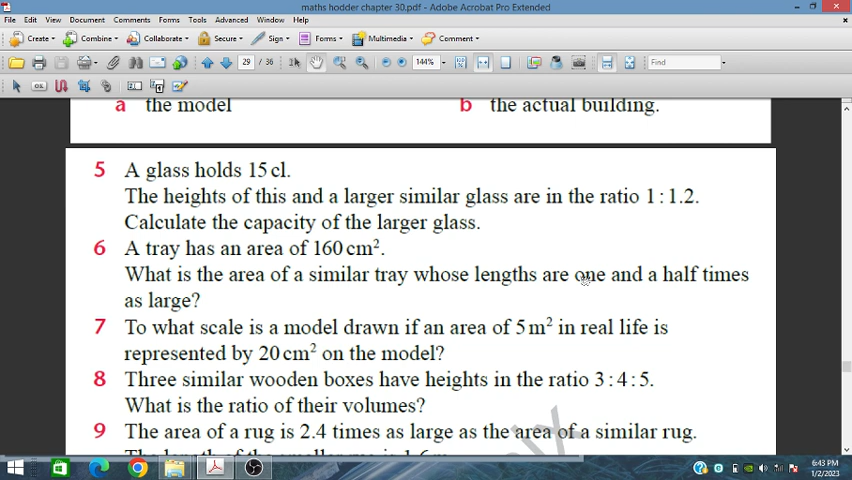 maths hodder chapter 30.pdf - Adobe Acrobat Pro Extended
File Edit View Document Comments Forms Tools Advanced Window Help
Create Combine Collaborate Secure Sign Forms Multimedia Comment
29 / 36 144% Find
a the model b the actual building.
5 A glass holds 15 cl.
The heights of this and a larger similar glass are in the ratio 1 : 1.2.
Calculate the capacity of the larger glass.
6 A tray has an area of 160 cm².
What is the area of a similar tray whose lengths are one and a half times
as large?
7 To what scale is a model drawn if an area of 5 m² in real life is
represented by 20 cm² on the model?
8 Three similar wooden boxes have heights in the ratio 3 : 4 : 5.
What is the ratio of their volumes?
9 The area of a rug is 2.4 times as large as the area of a similar rug.
6:43 PM
1/2/2023